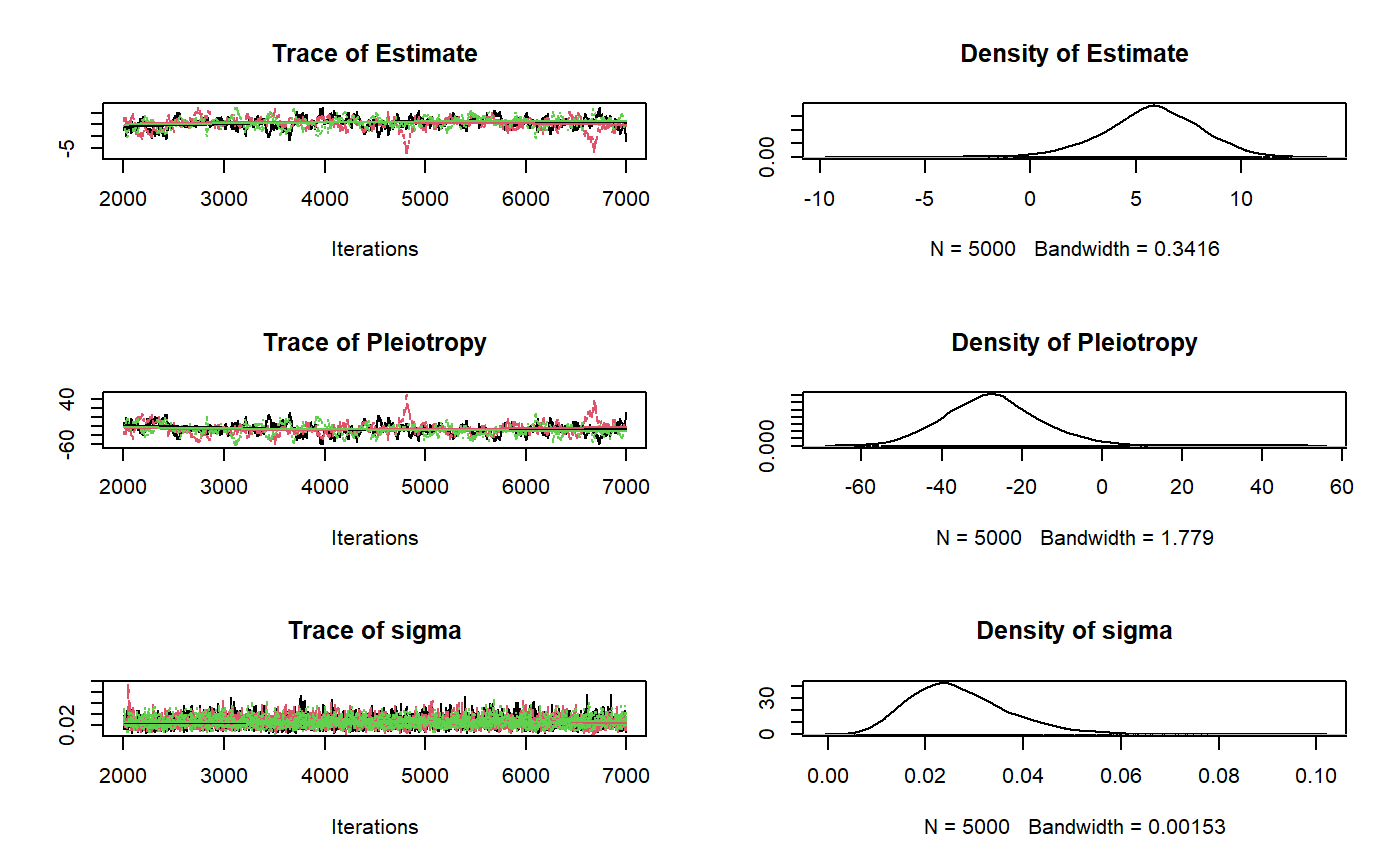 Trace of Estimate
-5
2000 3000 4000 5000 6000 7000
Iterations
Density of Estimate
0.00
-10 -5 0 5 10
N = 5000 Bandwidth = 0.3416
Trace of Pleiotropy
40
-60
2000 3000 4000 5000 6000 7000
Iterations
Density of Pleiotropy
0.000
-60 -40 -20 0 20 40 60
N = 5000 Bandwidth = 1.779
Trace of sigma
0.02
2000 3000 4000 5000 6000 7000
Iterations
Density of sigma
30
0
0.00 0.02 0.04 0.06 0.08 0.10
N = 5000 Bandwidth = 0.00153